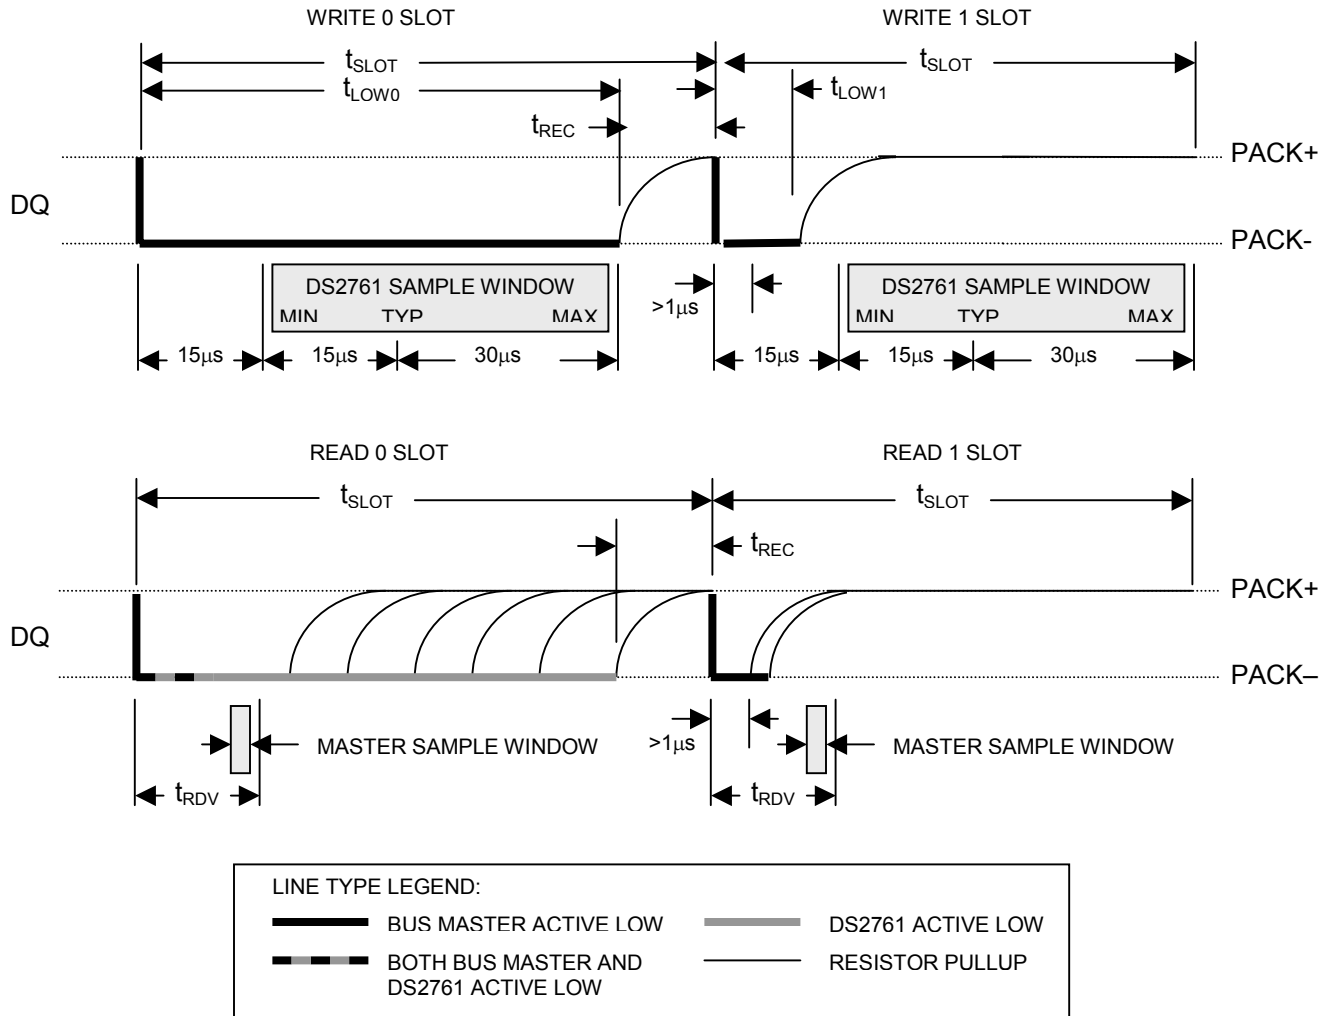 WRITE 0 SLOT WRITE 1 SLOT
tSLOT tSLOT
tLOW0 tLOW1
tREC
PACK+
DQ
PACK-
DS2761 SAMPLE WINDOW DS2761 SAMPLE WINDOW
MIN TYP MAX >1μs MIN TYP MAX
15μs 15μs 30μs 15μs 15μs 30μs
READ 0 SLOT READ 1 SLOT
tSLOT tSLOT
tREC
PACK+
DQ
PACK–
>1μs
MASTER SAMPLE WINDOW MASTER SAMPLE WINDOW
tRDV tRDV
LINE TYPE LEGEND:
BUS MASTER ACTIVE LOW DS2761 ACTIVE LOW
BOTH BUS MASTER AND RESISTOR PULLUP
DS2761 ACTIVE LOW